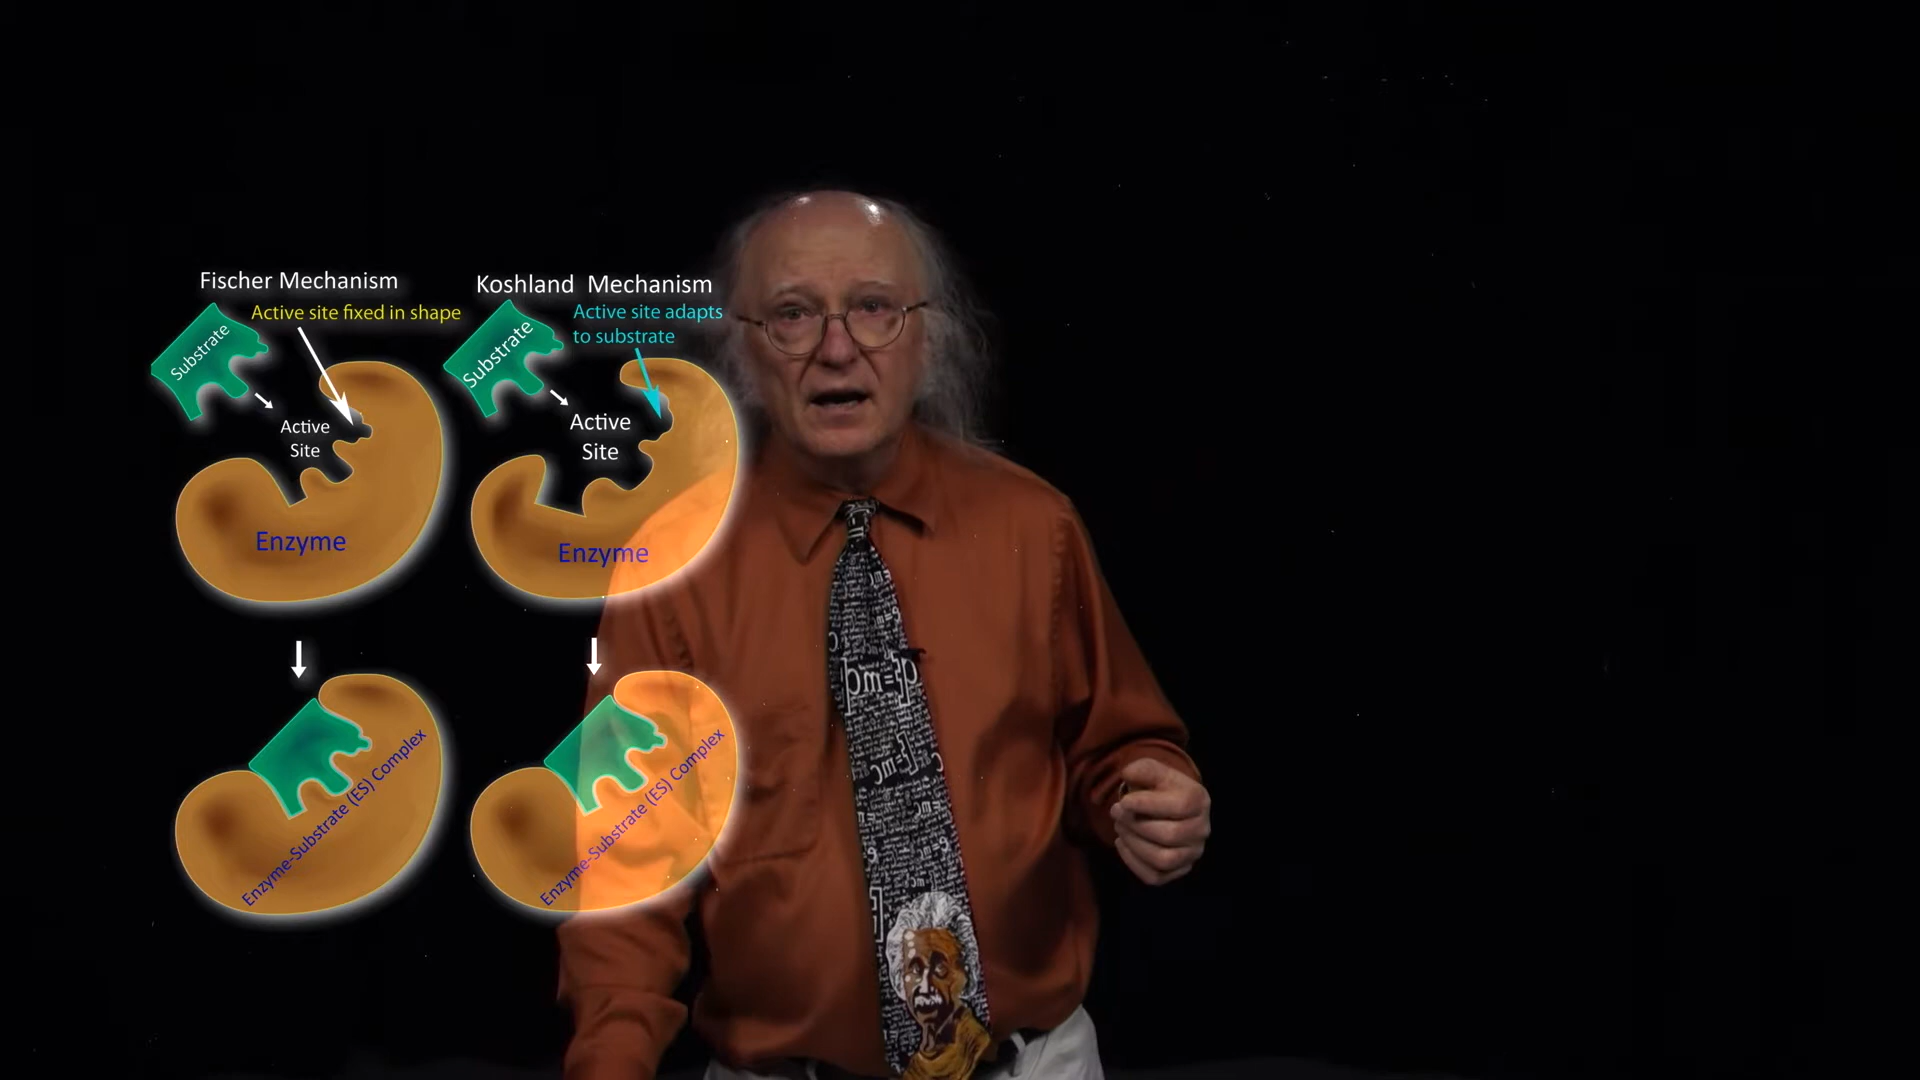 Fischer Mechanism
Active site fixed in shape
Substrate
Active
Site
Enzyme
Enzyme-Substrate (ES) Complex
Koshland Mechanism
Active site adapts
to substrate
Substrate
Active
Site
Enzyme
Enzyme-Substrate (ES) Complex